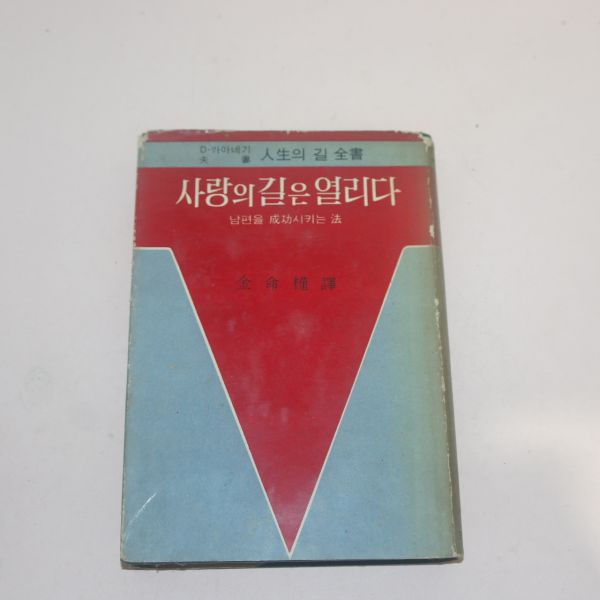 D·카아네기
夫 妻 人生의 길 全書
사랑의 길은 열리다
남편을 成功시키는 法
金 命 權 譯